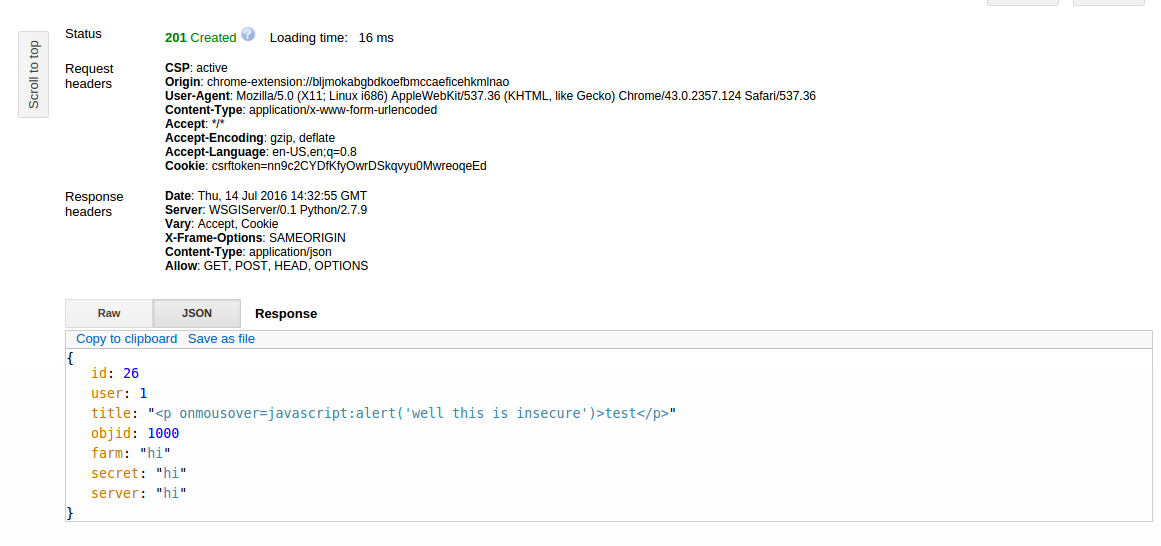 Scroll to top
Status
201 Created ? Loading time: 16 ms
Request headers
CSP: active
Origin: chrome-extension://bljmokabgbdkoefbmccaeficehkmlnao
User-Agent: Mozilla/5.0 (X11; Linux i686) AppleWebKit/537.36 (KHTML, like Gecko) Chrome/43.0.2357.124 Safari/537.36
Content-Type: application/x-www-form-urlencoded
Accept: */*
Accept-Encoding: gzip, deflate
Accept-Language: en-US,en;q=0.8
Cookie: csrftoken=nn9c2CYDfKfyOwrDSkqvyu0MwreoqeEd
Response headers
Date: Thu, 14 Jul 2016 14:32:55 GMT
Server: WSGIServer/0.1 Python/2.7.9
Vary: Accept, Cookie
X-Frame-Options: SAMEORIGIN
Content-Type: application/json
Allow: GET, POST, HEAD, OPTIONS
Raw JSON Response
Copy to clipboard Save as file
{
id: 26
user: 1
title: "<p onmousover=javascript:alert('well this is insecure')>test</p>"
objid: 1000
farm: "hi"
secret: "hi"
server: "hi"
}